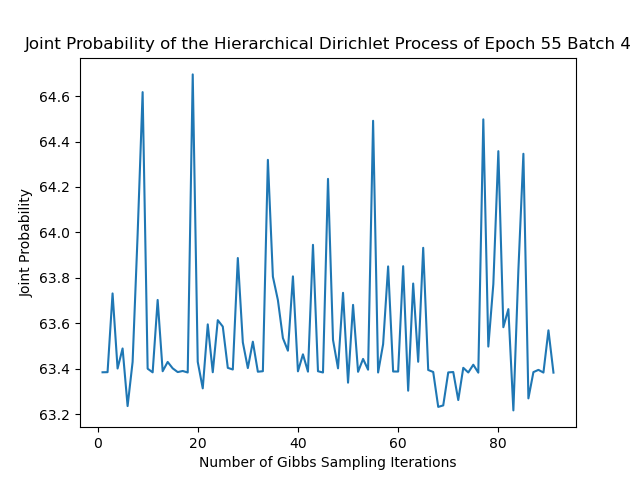 Joint Probability of the Hierarchical Dirichlet Process of Epoch 55 Batch 4
64.6
64.4
64.2
64.0
63.8
63.6
63.4
63.2
Joint Probability
0 20 40 60 80
Number of Gibbs Sampling Iterations